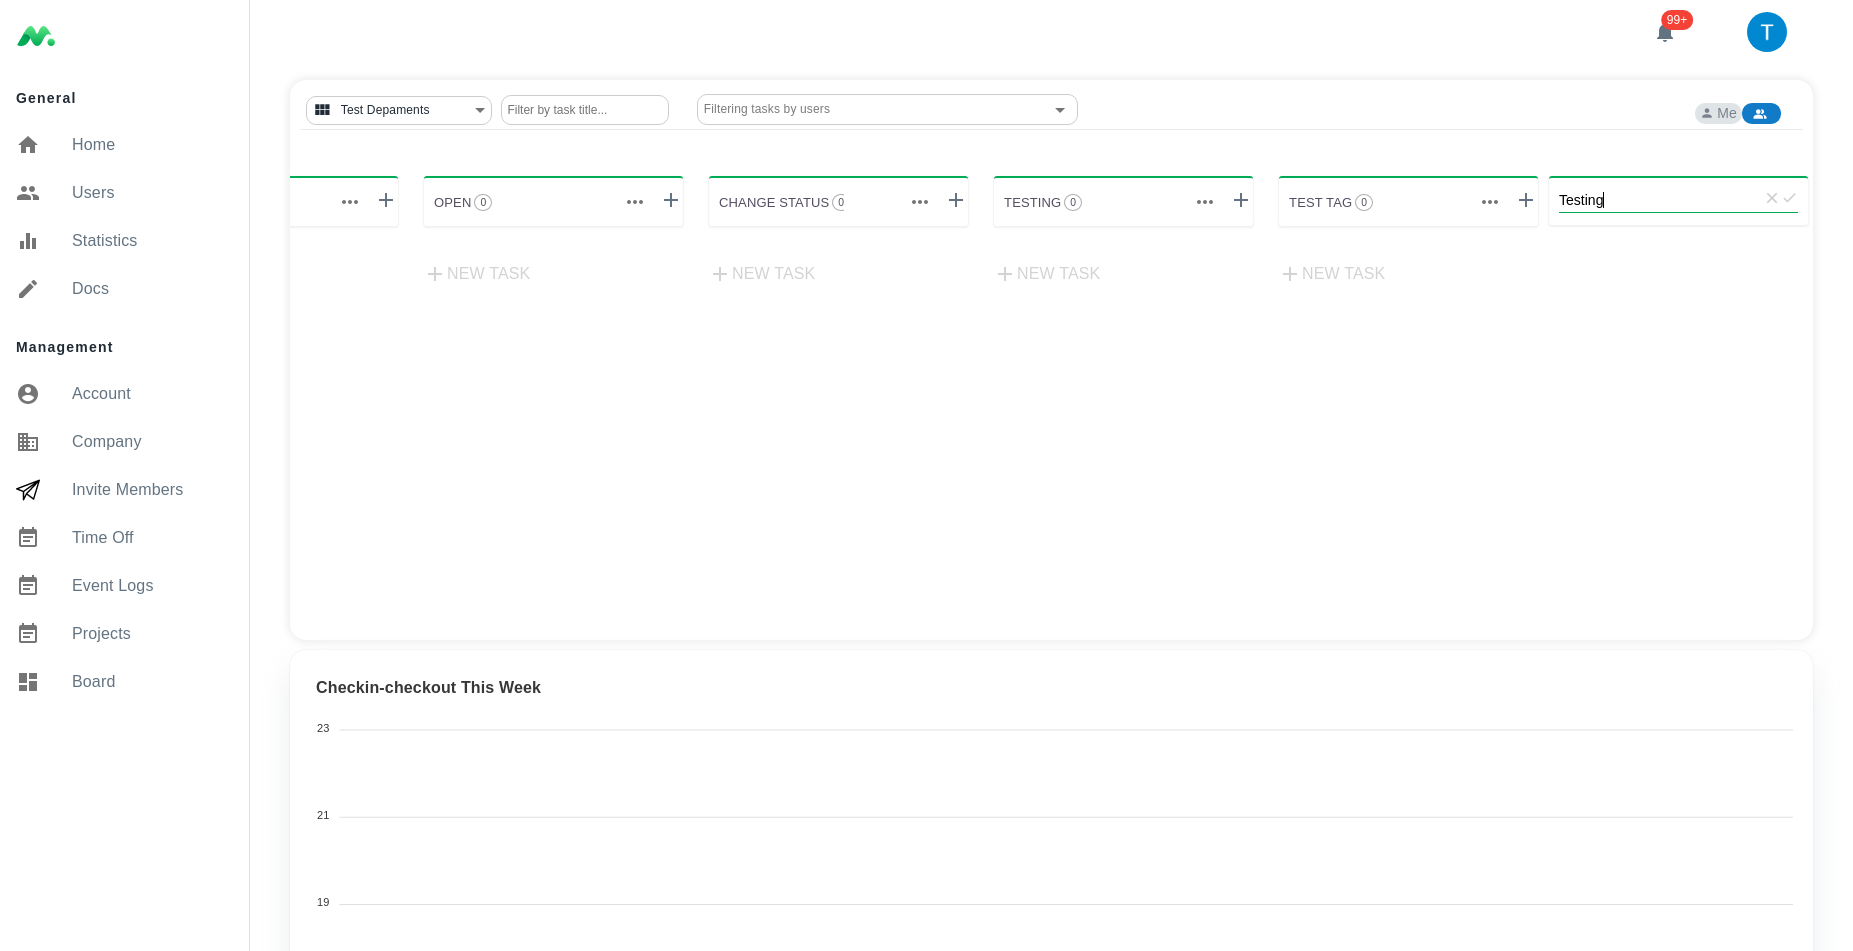 99+
T
General
Home
Users
Statistics
Docs
Management
Account
Company
Invite Members
Time Off
Event Logs
Projects
Board
Test Depaments
Filter by task title...
Filtering tasks by users
Me
OPEN 0
CHANGE STATUS 0
TESTING 0
TEST TAG 0
Testing
NEW TASK
NEW TASK
NEW TASK
NEW TASK
Checkin-checkout This Week
23
21
19